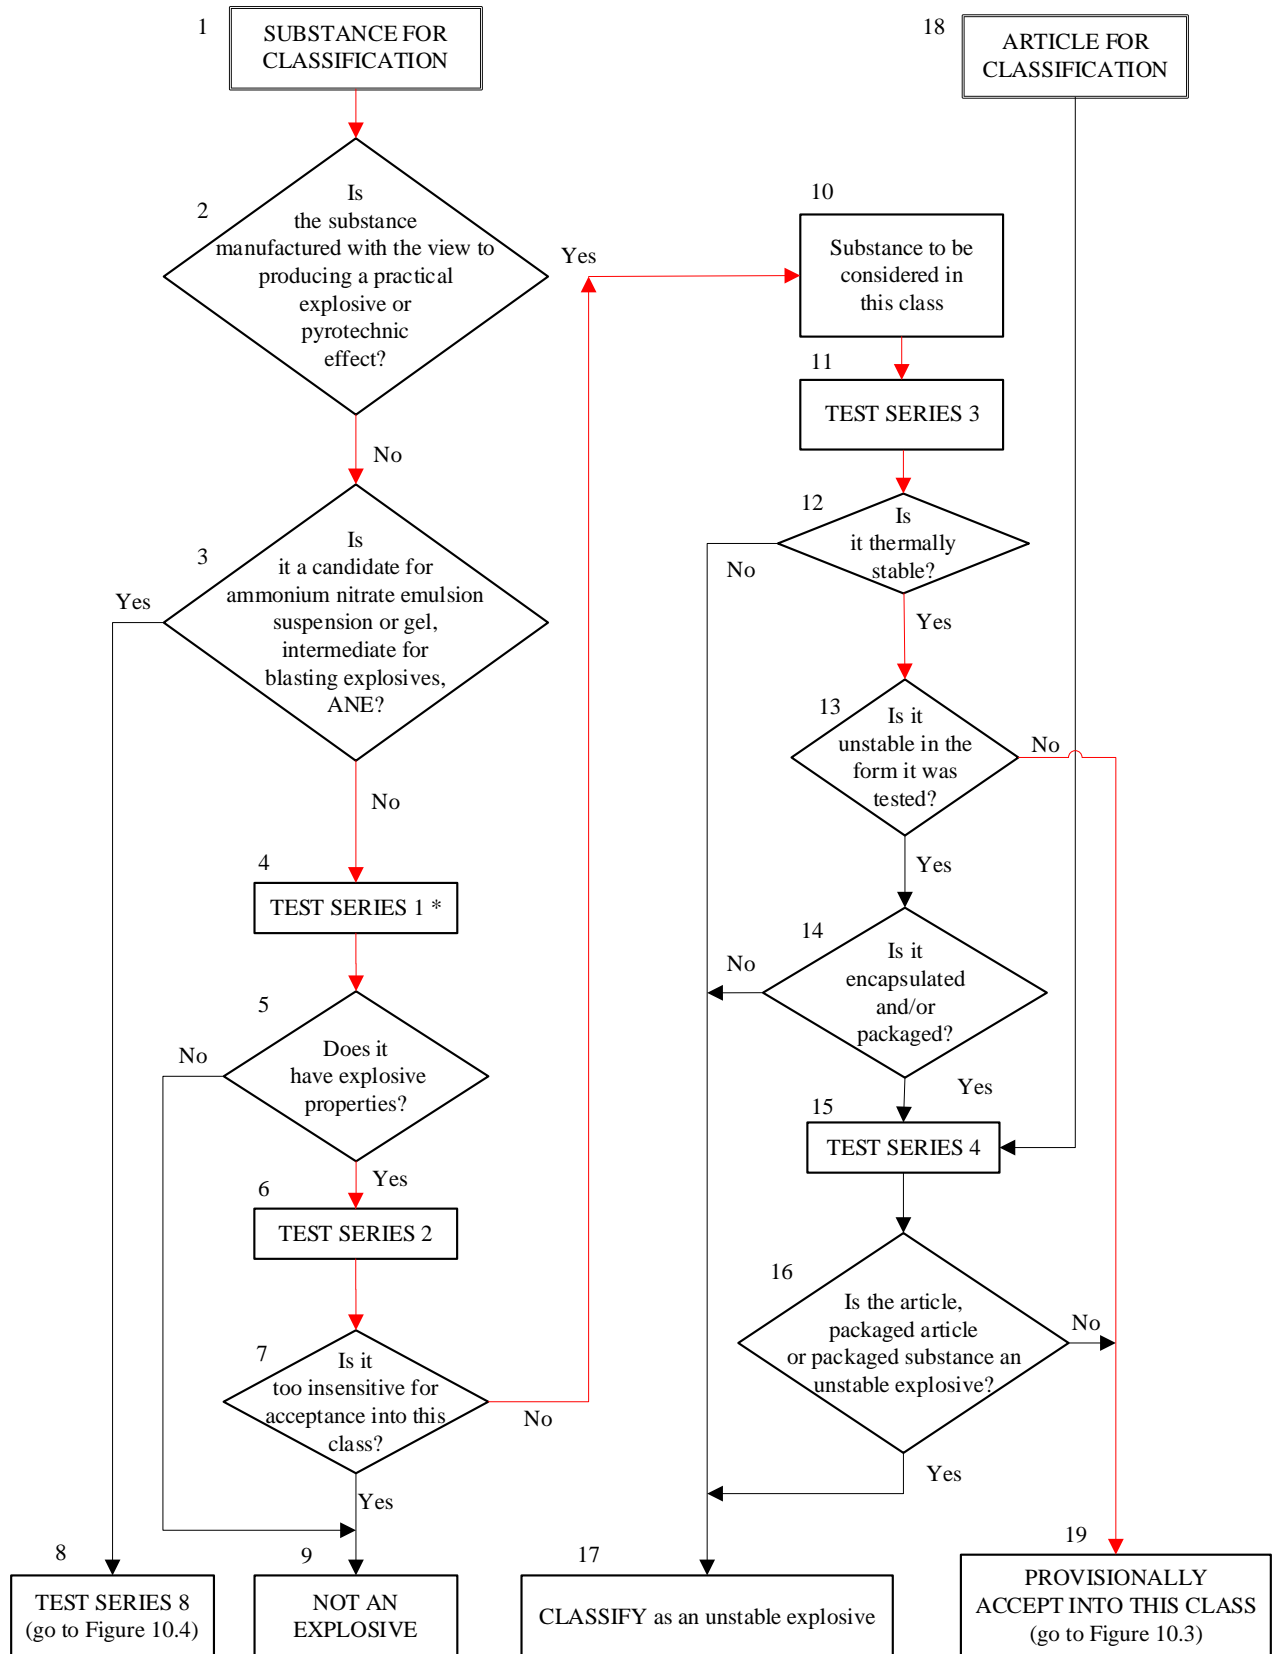 1
SUBSTANCE FOR
CLASSIFICATION
2
Is
the substance
manufactured with the view to
producing a practical
explosive or
pyrotechnic
effect?
Yes
No
3
Is
it a candidate for
ammonium nitrate emulsion
suspension or gel,
intermediate for
blasting explosives,
ANE?
Yes
No
4
TEST SERIES 1 *
5
Does it
have explosive
properties?
No
Yes
6
TEST SERIES 2
7
Is it
too insensitive for
acceptance into this
class?
No
Yes
8
TEST SERIES 8
(go to Figure 10.4)
9
NOT AN
EXPLOSIVE
10
Substance to be
considered in
this class
11
TEST SERIES 3
12
Is
it thermally
stable?
No
Yes
13
Is it
unstable in the
form it was
tested?
No
Yes
14
Is it
encapsulated
and/or
packaged?
No
Yes
15
TEST SERIES 4
16
Is the article,
packaged article
or packaged substance an
unstable explosive?
No
Yes
17
CLASSIFY as an unstable explosive
18
ARTICLE FOR
CLASSIFICATION
19
PROVISIONALLY
ACCEPT INTO THIS CLASS
(go to Figure 10.3)